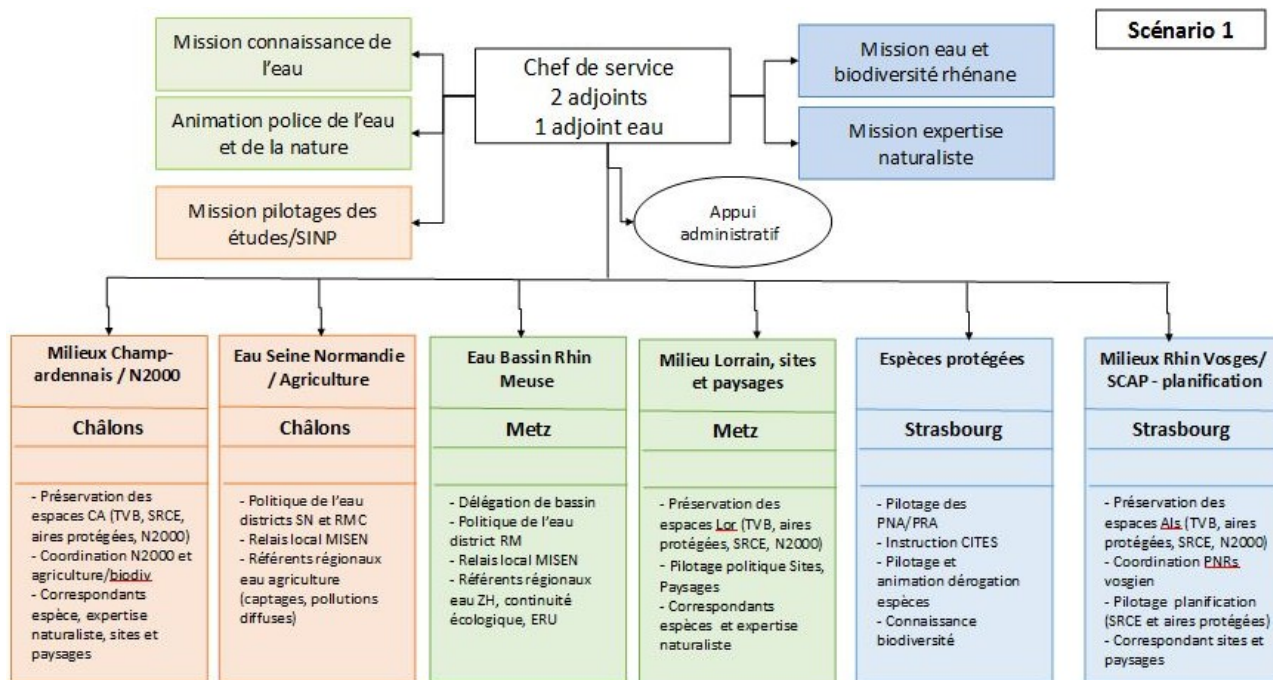 Scénario 1
Mission connaissance de
l'eau
Animation police de l'eau
et de la nature
Mission pilotages des
études/SINP
Chef de service
2 adjoints
1 adjoint eau
Mission eau et
biodiversité rhénane
Mission expertise
naturaliste
Appui
administratif
Milieux Champ-
ardennais / N2000
Châlons
- Préservation des
espaces CA (TVB, SRCE,
aires protégées, N2000)
- Coordination N2000 et
agriculture/biodiv
- Correspondants
espèce, expertise
naturaliste, sites et
paysages
Eau Seine Normandie
/ Agriculture
Châlons
- Politique de l'eau
districts SN et RMC
- Relais local MISEN
- Référents régionaux
eau agriculture
(captages, pollutions
diffuses)
Eau Bassin Rhin
Meuse
Metz
- Délégation de bassin
- Politique de l'eau
district RM
- Relais local MISEN
- Référents régionaux
eau ZH, continuité
écologique, ERU
Milieu Lorrain, sites
et paysages
Metz
- Préservation des
espaces Lor (TVB, aires
protégées, SRCE, N2000)
- Pilotage politique Sites,
Paysages
- Correspondants
espèces et expertise
naturaliste
Espèces protégées
Strasbourg
- Pilotage des
PNA/PRA
- Instruction CITES
- Pilotage et
animation dérogation
espèces
- Connaissance
biodiversité
Milieux Rhin Vosges/
SCAP - planification
Strasbourg
- Préservation des
espaces Als (TVB, aires
protégées, SRCE, N2000)
- Coordination PNRs
vosgien
- Pilotage planification
(SRCE et aires protégées)
- Correspondant sites et
paysages